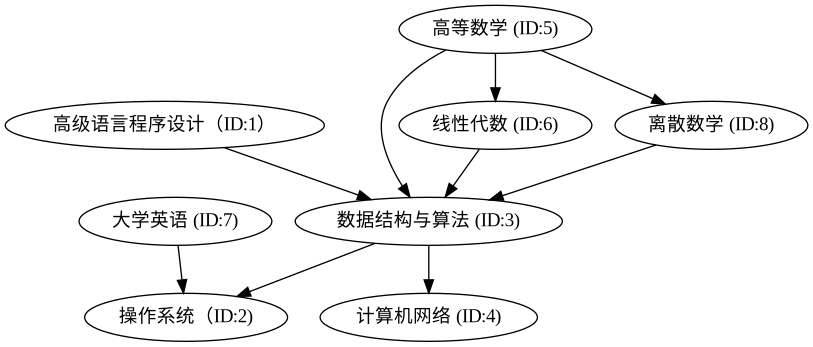 高等数学 (ID:5)
高级语言程序设计（ID:1）
线性代数 (ID:6)
离散数学 (ID:8)
大学英语 (ID:7)
数据结构与算法 (ID:3)
操作系统（ID:2)
计算机网络 (ID:4)